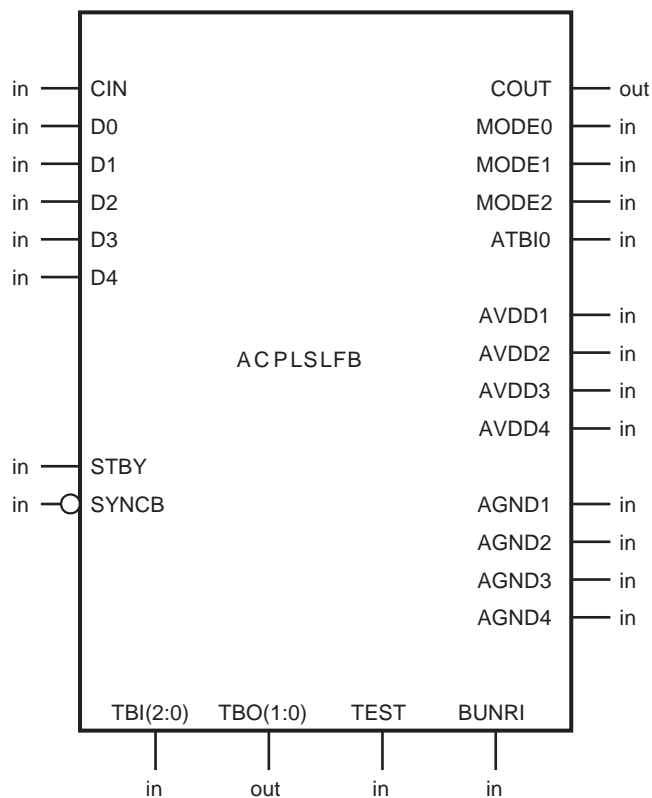 in CIN COUT out
in D0 MODE0 in
in D1 MODE1 in
in D2 MODE2 in
in D3 ATBI0 in
in D4
AVDD1 in
AVDD2 in
ACPLSLFB
AVDD3 in
AVDD4 in
in STBY
in SYNCB AGND1 in
AGND2 in
AGND3 in
AGND4 in
TBI(2:0) TBO(1:0) TEST BUNRI
in out in in